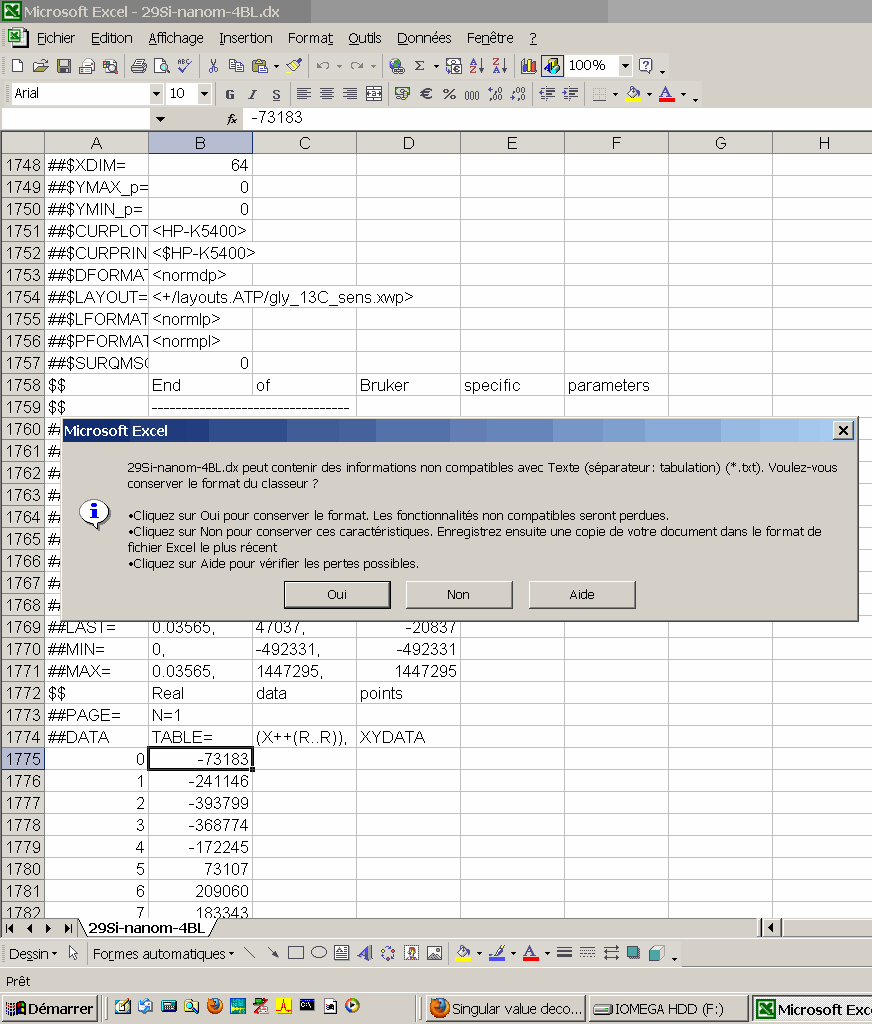 Microsoft Excel - 29Si-nanom-4BL.dx
Fichier Edition Affichage Insertion Format Outils Données Fenêtre ?
100%
Arial 10 G I S € % 000
fx -73183
A B C D E F G H
1748 ##$XDIM= 64
1749 ##$YMAX_p= 0
1750 ##$YMIN_p= 0
1751 ##$CURPLOT <HP-K5400>
1752 ##$CURPRIN <$HP-K5400>
1753 ##$DFORMAT <normdp>
1754 ##$LAYOUT= <+/layouts.ATP/gly_13C_sens.xwp>
1755 ##$LFORMAT <normlp>
1756 ##$PFORMAT <normpl>
1757 ##$SURQMSG 0
1758 $$ End of Bruker specific parameters
1759 $$ ---------------------------------
1760 ##
Microsoft Excel
1761 ##
29Si-nanom-4BL.dx peut contenir des informations non compatibles avec Texte (séparateur: tabulation) (*.txt). Voulez-vous
1762 ##
conserver le format du classeur ?
1763 ##
1764 ##
•Cliquez sur Oui pour conserver le format. Les fonctionnalités non compatibles seront perdues.
1765 ##
•Cliquez sur Non pour conserver ces caractéristiques. Enregistrez ensuite une copie de votre document dans le format de
fichier Excel le plus récent
1766 ##
•Cliquez sur Aide pour vérifier les pertes possibles.
1767 ##
Oui Non Aide
1768 ##
1769 ##LAST= 0.03565, 47037, -20837
1770 ##MIN= 0, -492331, -492331
1771 ##MAX= 0.03565, 1447295, 1447295
1772 $$ Real data points
1773 ##PAGE= N=1
1774 ##DATA TABLE= (X++(R..R)), XYDATA
1775 0 -73183
1776 1 -241146
1777 2 -393799
1778 3 -368774
1779 4 -172245
1780 5 73107
1781 6 209060
1782 7 183343
29Si-nanom-4BL
Dessin Formes automatiques
Prêt
Démarrer Singular value deco... IOMEGA HDD (F:) Microsoft Exc